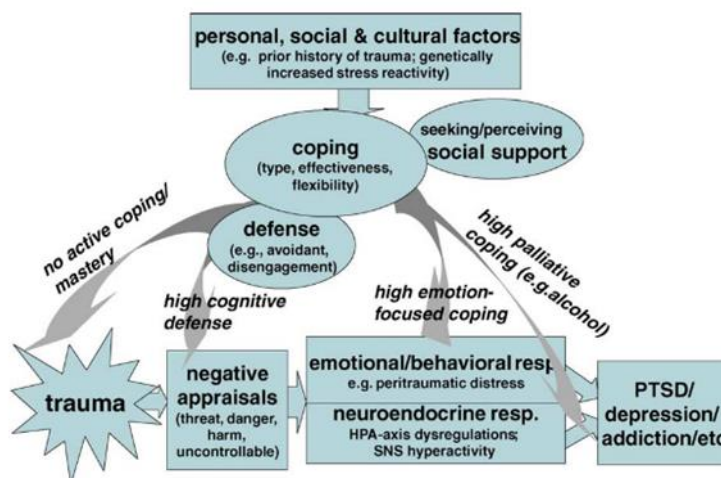 personal, social & cultural factors
(e.g. prior history of trauma; genetically
increased stress reactivity)
coping
(type, effectiveness,
flexibility)
seeking/perceiving
social support
defense
(e.g., avoidant,
disengagement)
no active coping/
mastery
high cognitive
defense
high emotion-
focused coping
high palliative
coping (e.g.alcohol)
trauma
negative
appraisals
(threat, danger,
harm,
uncontrollable)
emotional/behavioral resp.
e.g. peritraumatic distress
neuroendocrine resp.
HPA-axis dysregulations;
SNS hyperactivity
PTSD/
depression/
addiction/etc